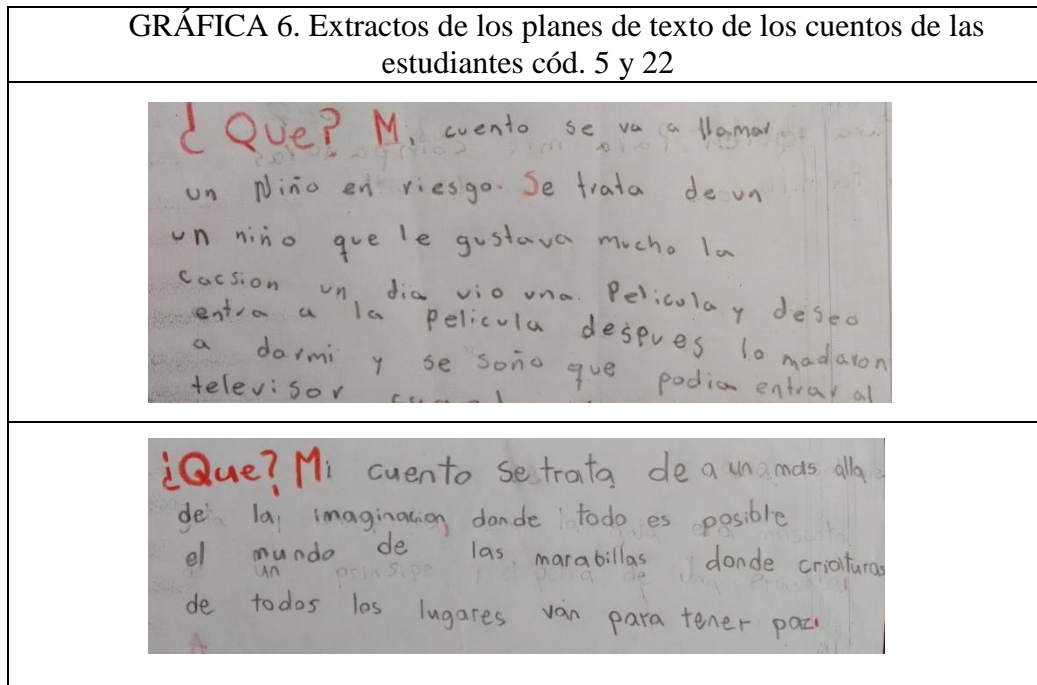 GRÁFICA 6. Extractos de los planes de texto de los cuentos de las
estudiantes cód. 5 y 22
¿Que? Mi cuento se va a llamar
un Niño en riesgo. Se trata de un
un niño que le gustava mucho la
cacsion un dia vio una Pelicula y deseo
entra a la pelicula despues lo madaron
a dormi y se soño que podia entrar al
televisor
¿Que? Mi cuento se trata de a una mas alla
de la imaginacion, donde todo es posible
el mundo de las marabillas donde criaturas
de todos los lugares van para tener paz.